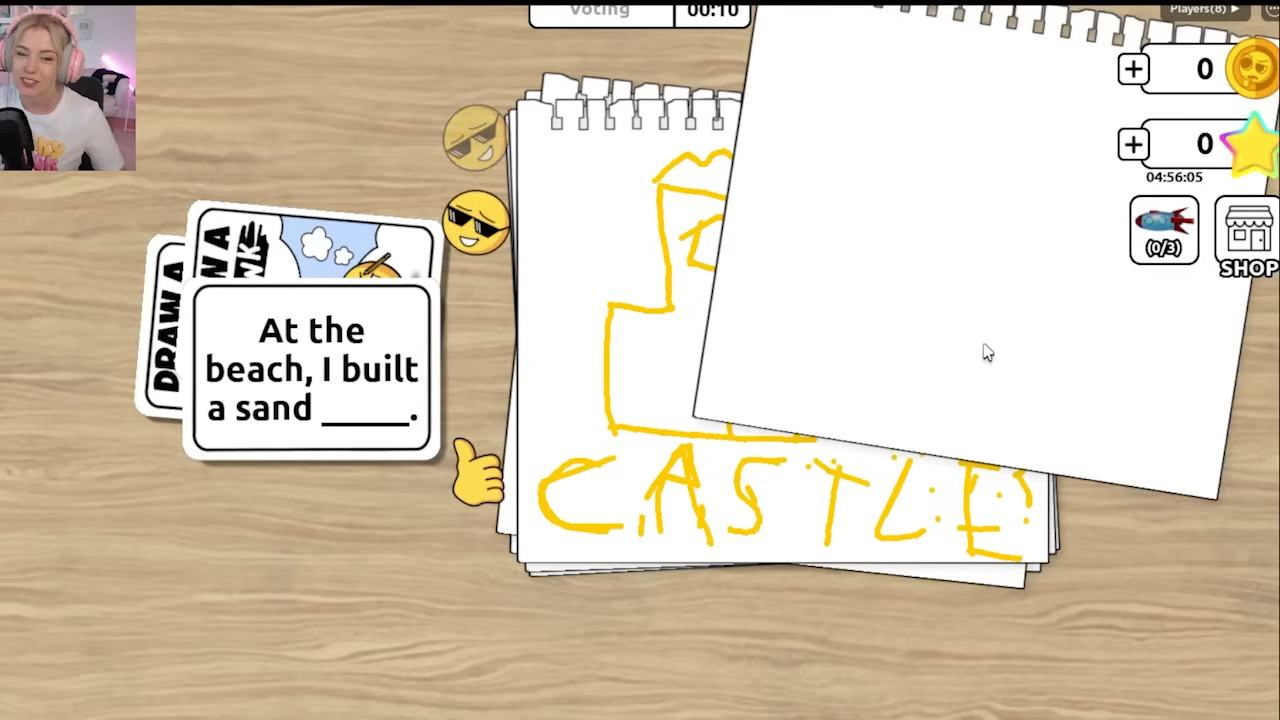 Voting 00:10
Players(8)
0
0
04:56:05
(0/3)
SHOP
DRAW A
At the
beach, I built
a sand _____.
CASTLE